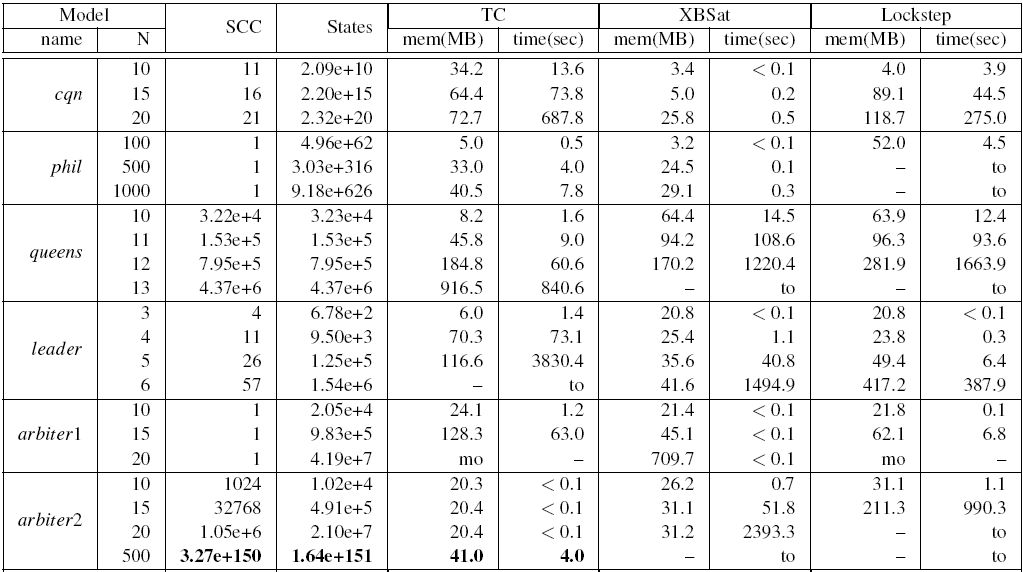 Model SCC States TC XBSat Lockstep
name N mem(MB) time(sec) mem(MB) time(sec) mem(MB) time(sec)
10 11 2.09e+10 34.2 13.6 3.4 < 0.1 4.0 3.9
cqn 15 16 2.20e+15 64.4 73.8 5.0 0.2 89.1 44.5
20 21 2.32e+20 72.7 687.8 25.8 0.5 118.7 275.0
100 1 4.96e+62 5.0 0.5 3.2 < 0.1 52.0 4.5
phil 500 1 3.03e+316 33.0 4.0 24.5 0.1 – to
1000 1 9.18e+626 40.5 7.8 29.1 0.3 – to
10 3.22e+4 3.23e+4 8.2 1.6 64.4 14.5 63.9 12.4
queens 11 1.53e+5 1.53e+5 45.8 9.0 94.2 108.6 96.3 93.6
12 7.95e+5 7.95e+5 184.8 60.6 170.2 1220.4 281.9 1663.9
13 4.37e+6 4.37e+6 916.5 840.6 – to – to
3 4 6.78e+2 6.0 1.4 20.8 < 0.1 20.8 < 0.1
leader 4 11 9.50e+3 70.3 73.1 25.4 1.1 23.8 0.3
5 26 1.25e+5 116.6 3830.4 35.6 40.8 49.4 6.4
6 57 1.54e+6 – to 41.6 1494.9 417.2 387.9
10 1 2.05e+4 24.1 1.2 21.4 < 0.1 21.8 0.1
arbiter1 15 1 9.83e+5 128.3 63.0 45.1 < 0.1 62.1 6.8
20 1 4.19e+7 mo – 709.7 < 0.1 mo –
10 1024 1.02e+4 20.3 < 0.1 26.2 0.7 31.1 1.1
arbiter2 15 32768 4.91e+5 20.4 < 0.1 31.1 51.8 211.3 990.3
20 1.05e+6 2.10e+7 20.4 < 0.1 31.2 2393.3 – to
500 3.27e+150 1.64e+151 41.0 4.0 – to – to